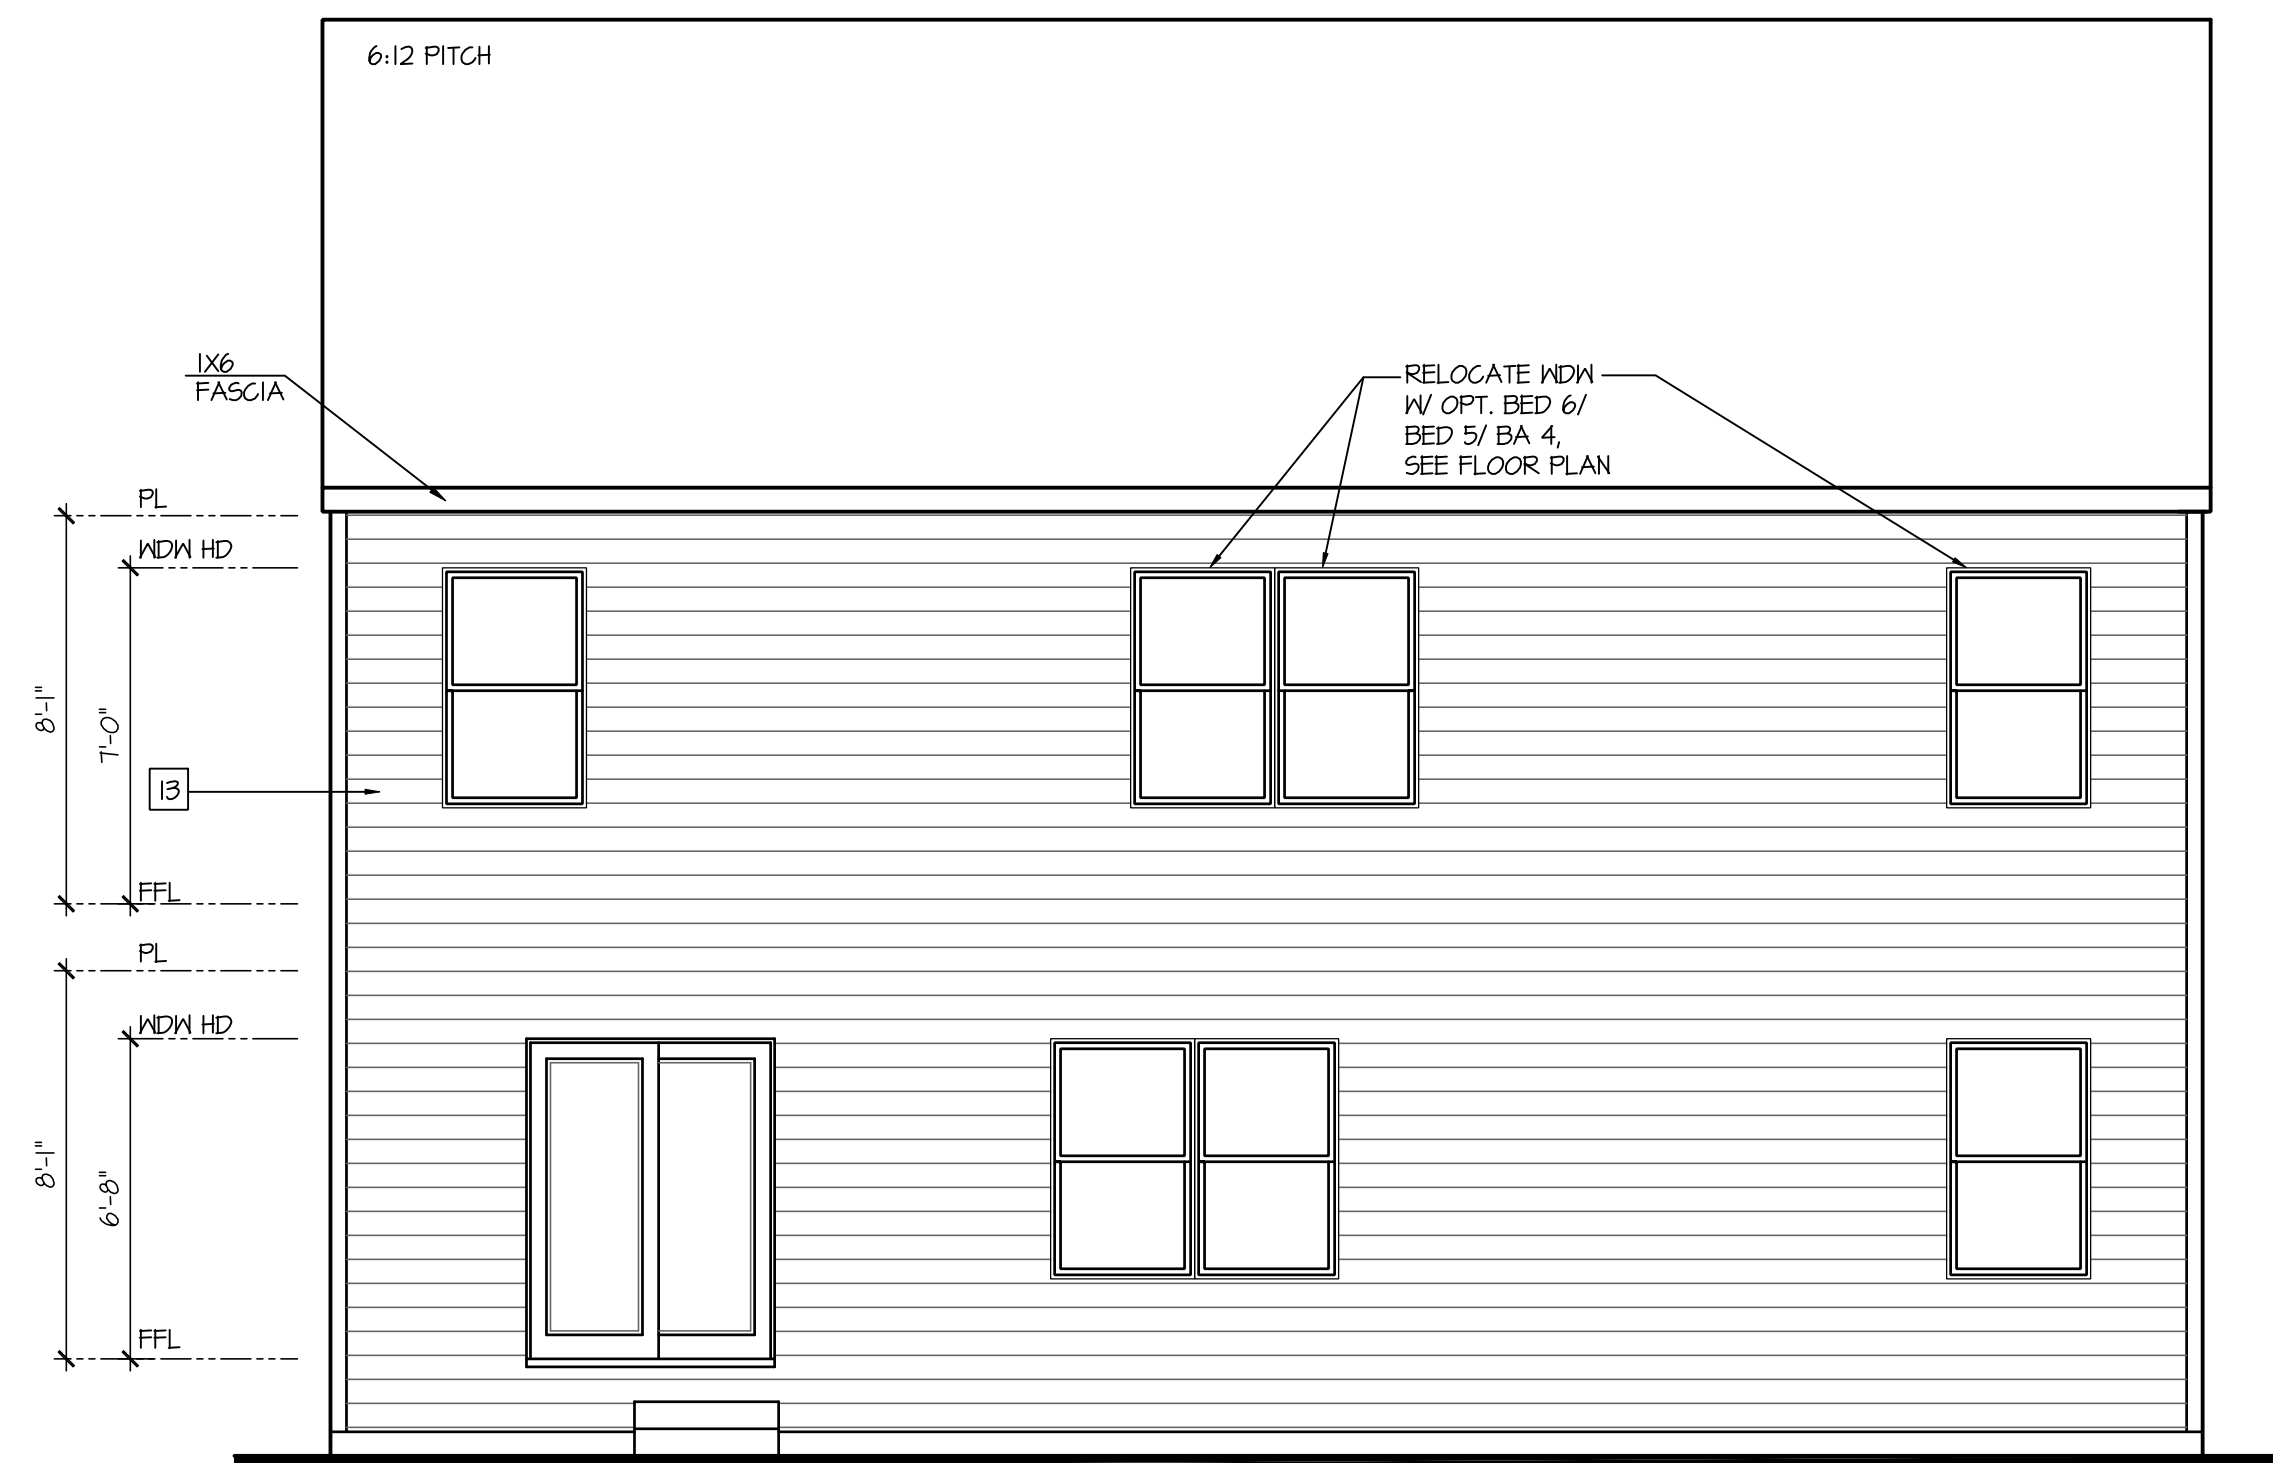 6:12 PITCH
1X6
FASCIA
RELOCATE WDW
W/ OPT. BED 6/
BED 5/ BA 4,
SEE FLOOR PLAN
PL
WDW HD
8'-1"
7'-0"
13
FFL
PL
WDW HD
8'-1"
6'-8"
FFL